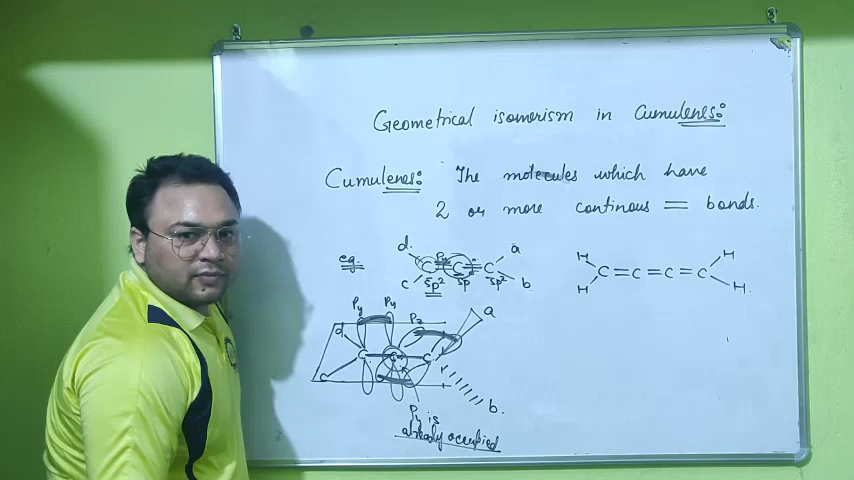 Geometrical isomerism in Cumulenes:
Cumulenes: The molecules which have
2 or more continous = bonds.
eg.
d a
C = C = C
c b
sp² sp sp²
H H
C=C=C=C
H H
Py Py Pz a
d
C C C
c
b.
Py is
already occupied